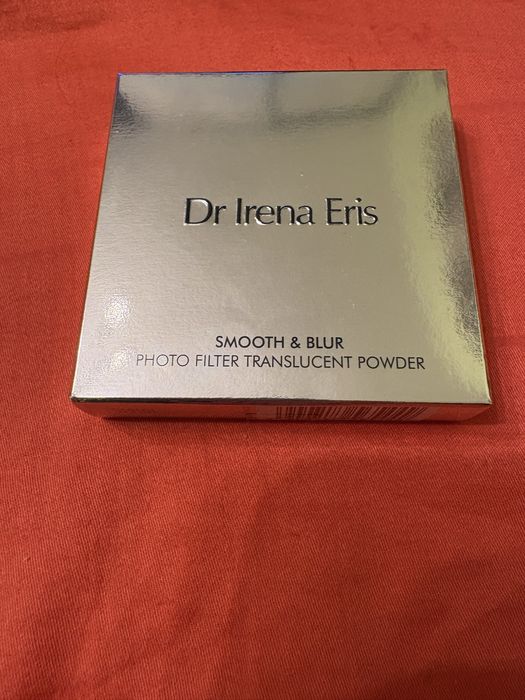 Dr Irena Eris
SMOOTH & BLUR
PHOTO FILTER TRANSLUCENT POWDER